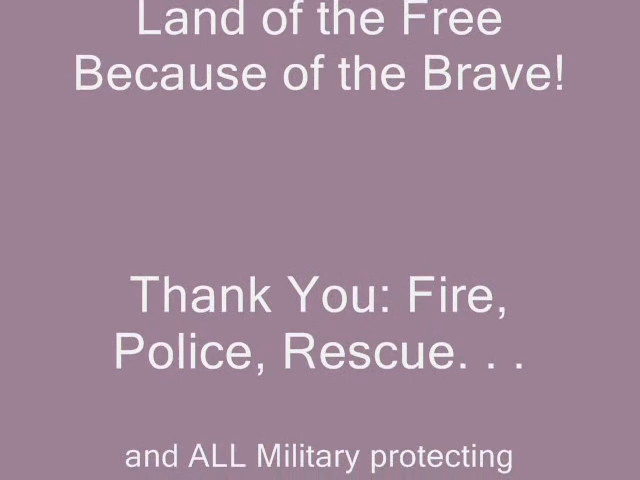 Land of the Free
Because of the Brave!
Thank You: Fire,
Police, Rescue. . .
and ALL Military protecting